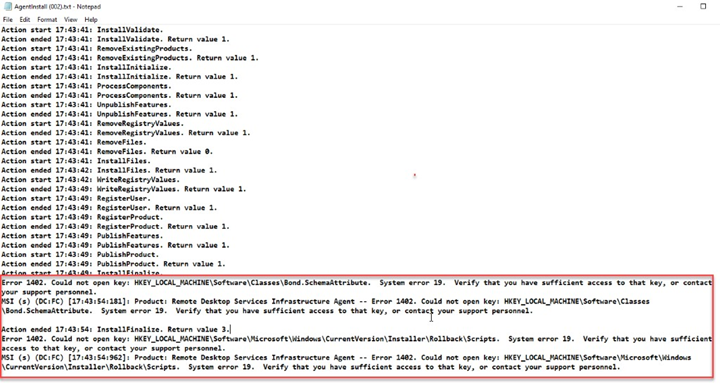 AgentInstall (002).txt - Notepad
File Edit Format View Help
Action start 17:43:41: InstallValidate.
Action ended 17:43:41: InstallValidate. Return value 1.
Action start 17:43:41: RemoveExistingProducts.
Action ended 17:43:41: RemoveExistingProducts. Return value 1.
Action start 17:43:41: InstallInitialize.
Action ended 17:43:41: InstallInitialize. Return value 1.
Action start 17:43:41: ProcessComponents.
Action ended 17:43:41: ProcessComponents. Return value 1.
Action start 17:43:41: UnpublishFeatures.
Action ended 17:43:41: UnpublishFeatures. Return value 1.
Action start 17:43:41: RemoveRegistryValues.
Action ended 17:43:41: RemoveRegistryValues. Return value 1.
Action start 17:43:41: RemoveFiles.
Action ended 17:43:41: RemoveFiles. Return value 0.
Action start 17:43:41: InstallFiles.
Action ended 17:43:42: InstallFiles. Return value 1.
Action start 17:43:42: WriteRegistryValues.
Action ended 17:43:49: WriteRegistryValues. Return value 1.
Action start 17:43:49: RegisterUser.
Action ended 17:43:49: RegisterUser. Return value 1.
Action start 17:43:49: RegisterProduct.
Action ended 17:43:49: RegisterProduct. Return value 1.
Action start 17:43:49: PublishFeatures.
Action ended 17:43:49: PublishFeatures. Return value 1.
Action start 17:43:49: PublishProduct.
Action ended 17:43:49: PublishProduct. Return value 1.
Action start 17:43:49: InstallFinalize.
Error 1402. Could not open key: HKEY_LOCAL_MACHINE\Software\Classes\Bond.SchemaAttribute.  System error 19.  Verify that you have sufficient access to that key, or contact
your support personnel.
MSI (s) (DC:FC) [17:43:54:181]: Product: Remote Desktop Services Infrastructure Agent -- Error 1402. Could not open key: HKEY_LOCAL_MACHINE\Software\Classes
\Bond.SchemaAttribute.  System error 19.  Verify that you have sufficient access to that key, or contact your support personnel.
Action ended 17:43:54: InstallFinalize. Return value 3.
Error 1402. Could not open key: HKEY_LOCAL_MACHINE\Software\Microsoft\Windows\CurrentVersion\Installer\Rollback\Scripts.  System error 19.  Verify that you have sufficient
access to that key, or contact your support personnel.
MSI (s) (DC:FC) [17:43:54:962]: Product: Remote Desktop Services Infrastructure Agent -- Error 1402. Could not open key: HKEY_LOCAL_MACHINE\Software\Microsoft\Windows
\CurrentVersion\Installer\Rollback\Scripts.  System error 19.  Verify that you have sufficient access to that key, or contact your support personnel.